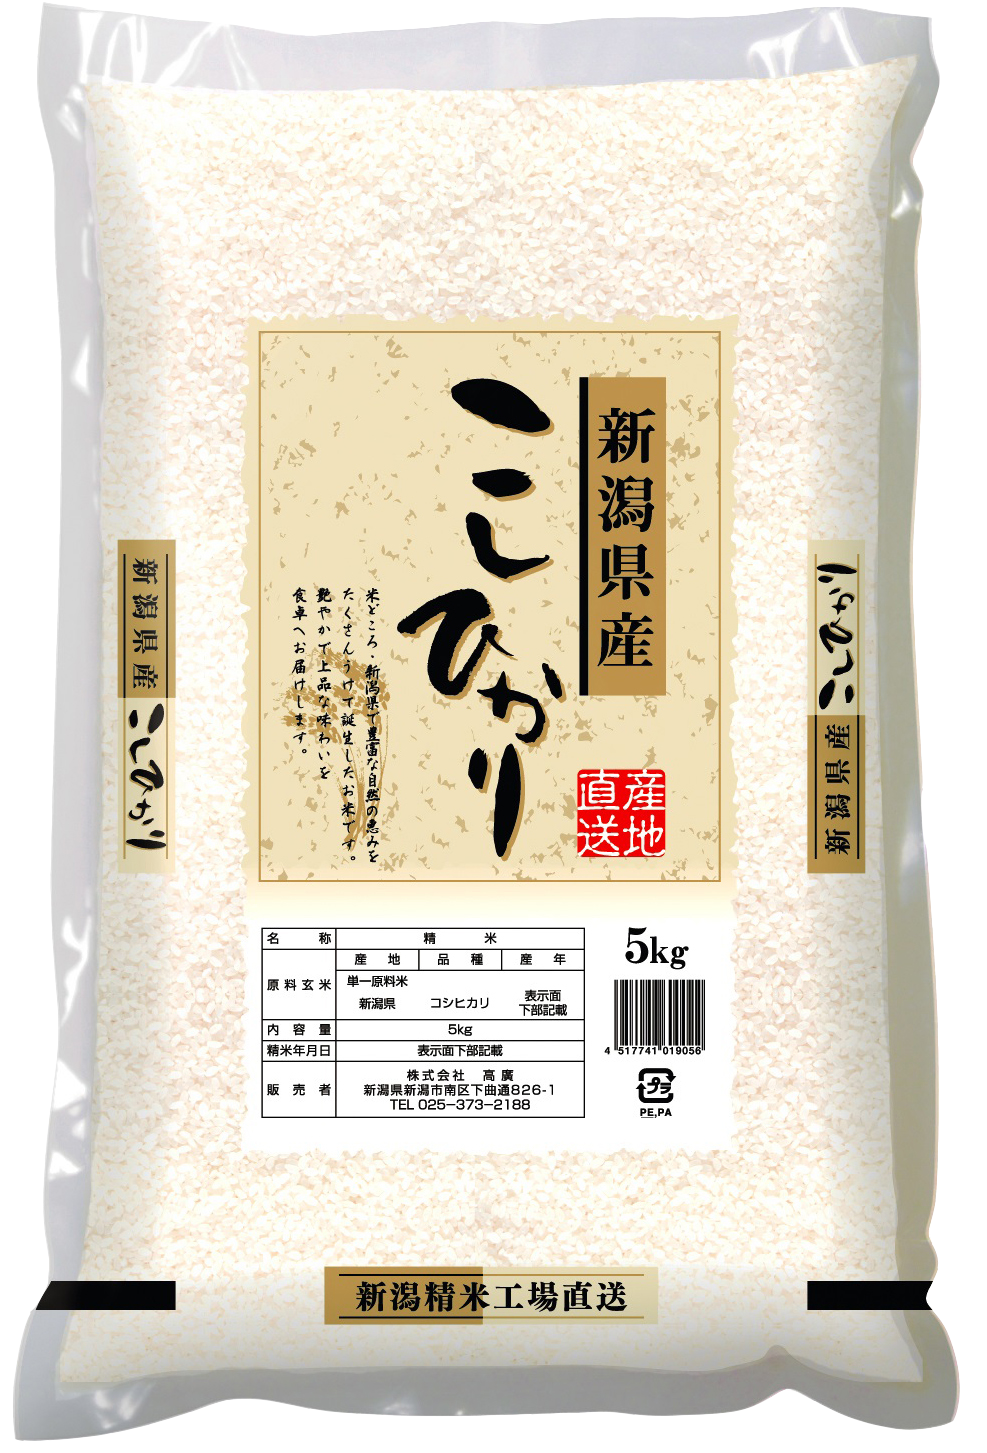 新潟県産
こしひかり
米どころ・新潟県で豊富な自然の恵みを
たくさんうけて誕生したお米です。
艶やかで上品な味わいを
食卓へお届けします。
産地
直送
新潟県産 こしひかり
新潟県産 こしひかり
名称 精米
原料玄米 産地 品種 産年
単一原料米
新潟県 コシヒカリ 表示面
下部記載
内容量 5kg
精米年月日 表示面下部記載
販売者 株式会社 高廣
新潟県新潟市南区下曲通826-1
TEL 025-373-2188
5kg
4 517741 019056
プラ
PE,PA
新潟精米工場直送